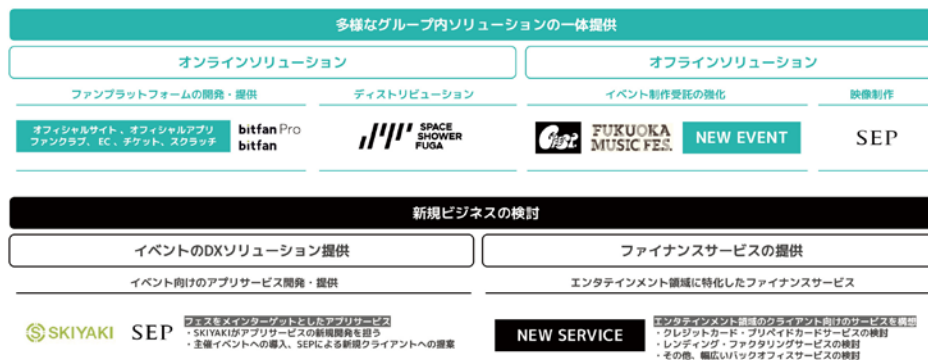 多様なグループ内ソリューションの一体提供
オンラインソリューション
オフラインソリューション
ファンプラットフォームの開発・提供
ディストリビューション
イベント制作受託の強化
映像制作
オフィシャルサイト、オフィシャルアプリ
ファンクラブ、EC、チケット、スクラッチ
bitfan Pro
bitfan
SPACE
SHOWER
FUGA
FUKUOKA
MUSIC FES.
NEW EVENT
SEP
新規ビジネスの検討
イベントのDXソリューション提供
ファイナンスサービスの提供
イベント向けのアプリサービス開発・提供
エンタテインメント領域に特化したファイナンスサービス
SKIYAKI
SEP
フェスをメインターゲットとしたアプリサービス
・SKIYAKIがアプリサービスの新規開発を担う
・主催イベントへの導入、SEPによる新規クライアントへの提案
NEW SERVICE
エンタテインメント領域のクライアント向けのサービスを構想
・クレジットカード・プリペイドカードサービスの検討
・レンディング・ファクタリングサービスの検討
・その他、幅広いバックオフィスサービスの検討